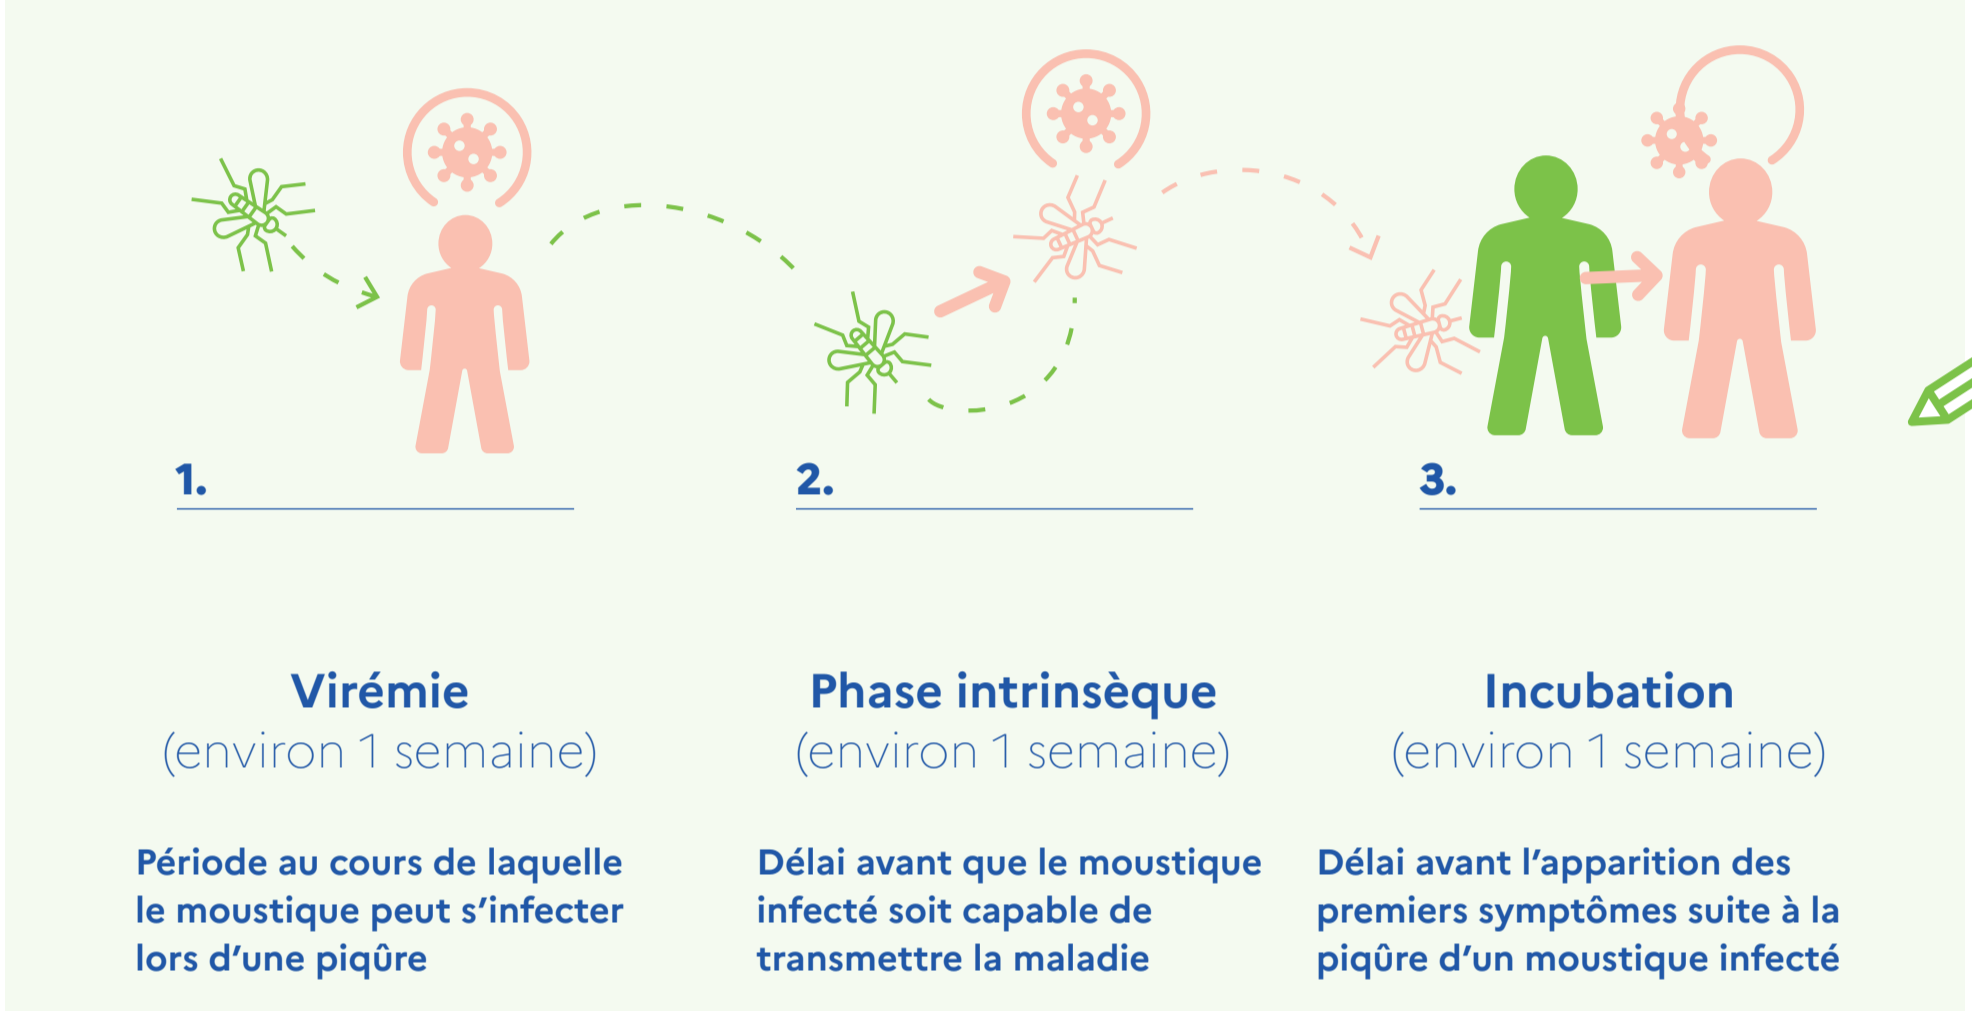 1.
2.
3.
Virémie
(environ 1 semaine)
Période au cours de laquelle
le moustique peut s'infecter
lors d'une piqûre
Phase intrinsèque
(environ 1 semaine)
Délai avant que le moustique
infecté soit capable de
transmettre la maladie
Incubation
(environ 1 semaine)
Délai avant l'apparition des
premiers symptômes suite à la
piqûre d'un moustique infecté